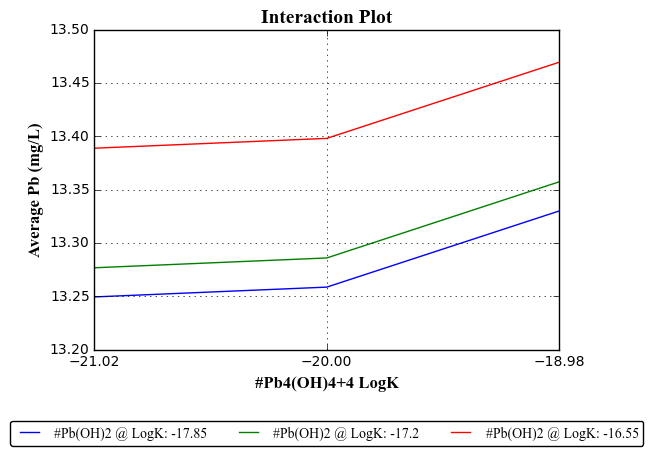 Interaction Plot
13.50
13.45
13.40
13.35
13.30
13.25
13.20
Average Pb (mg/L)
−21.02 −20.00 −18.98
#Pb4(OH)4+4 LogK
#Pb(OH)2 @ LogK: -17.85 #Pb(OH)2 @ LogK: -17.2 #Pb(OH)2 @ LogK: -16.55